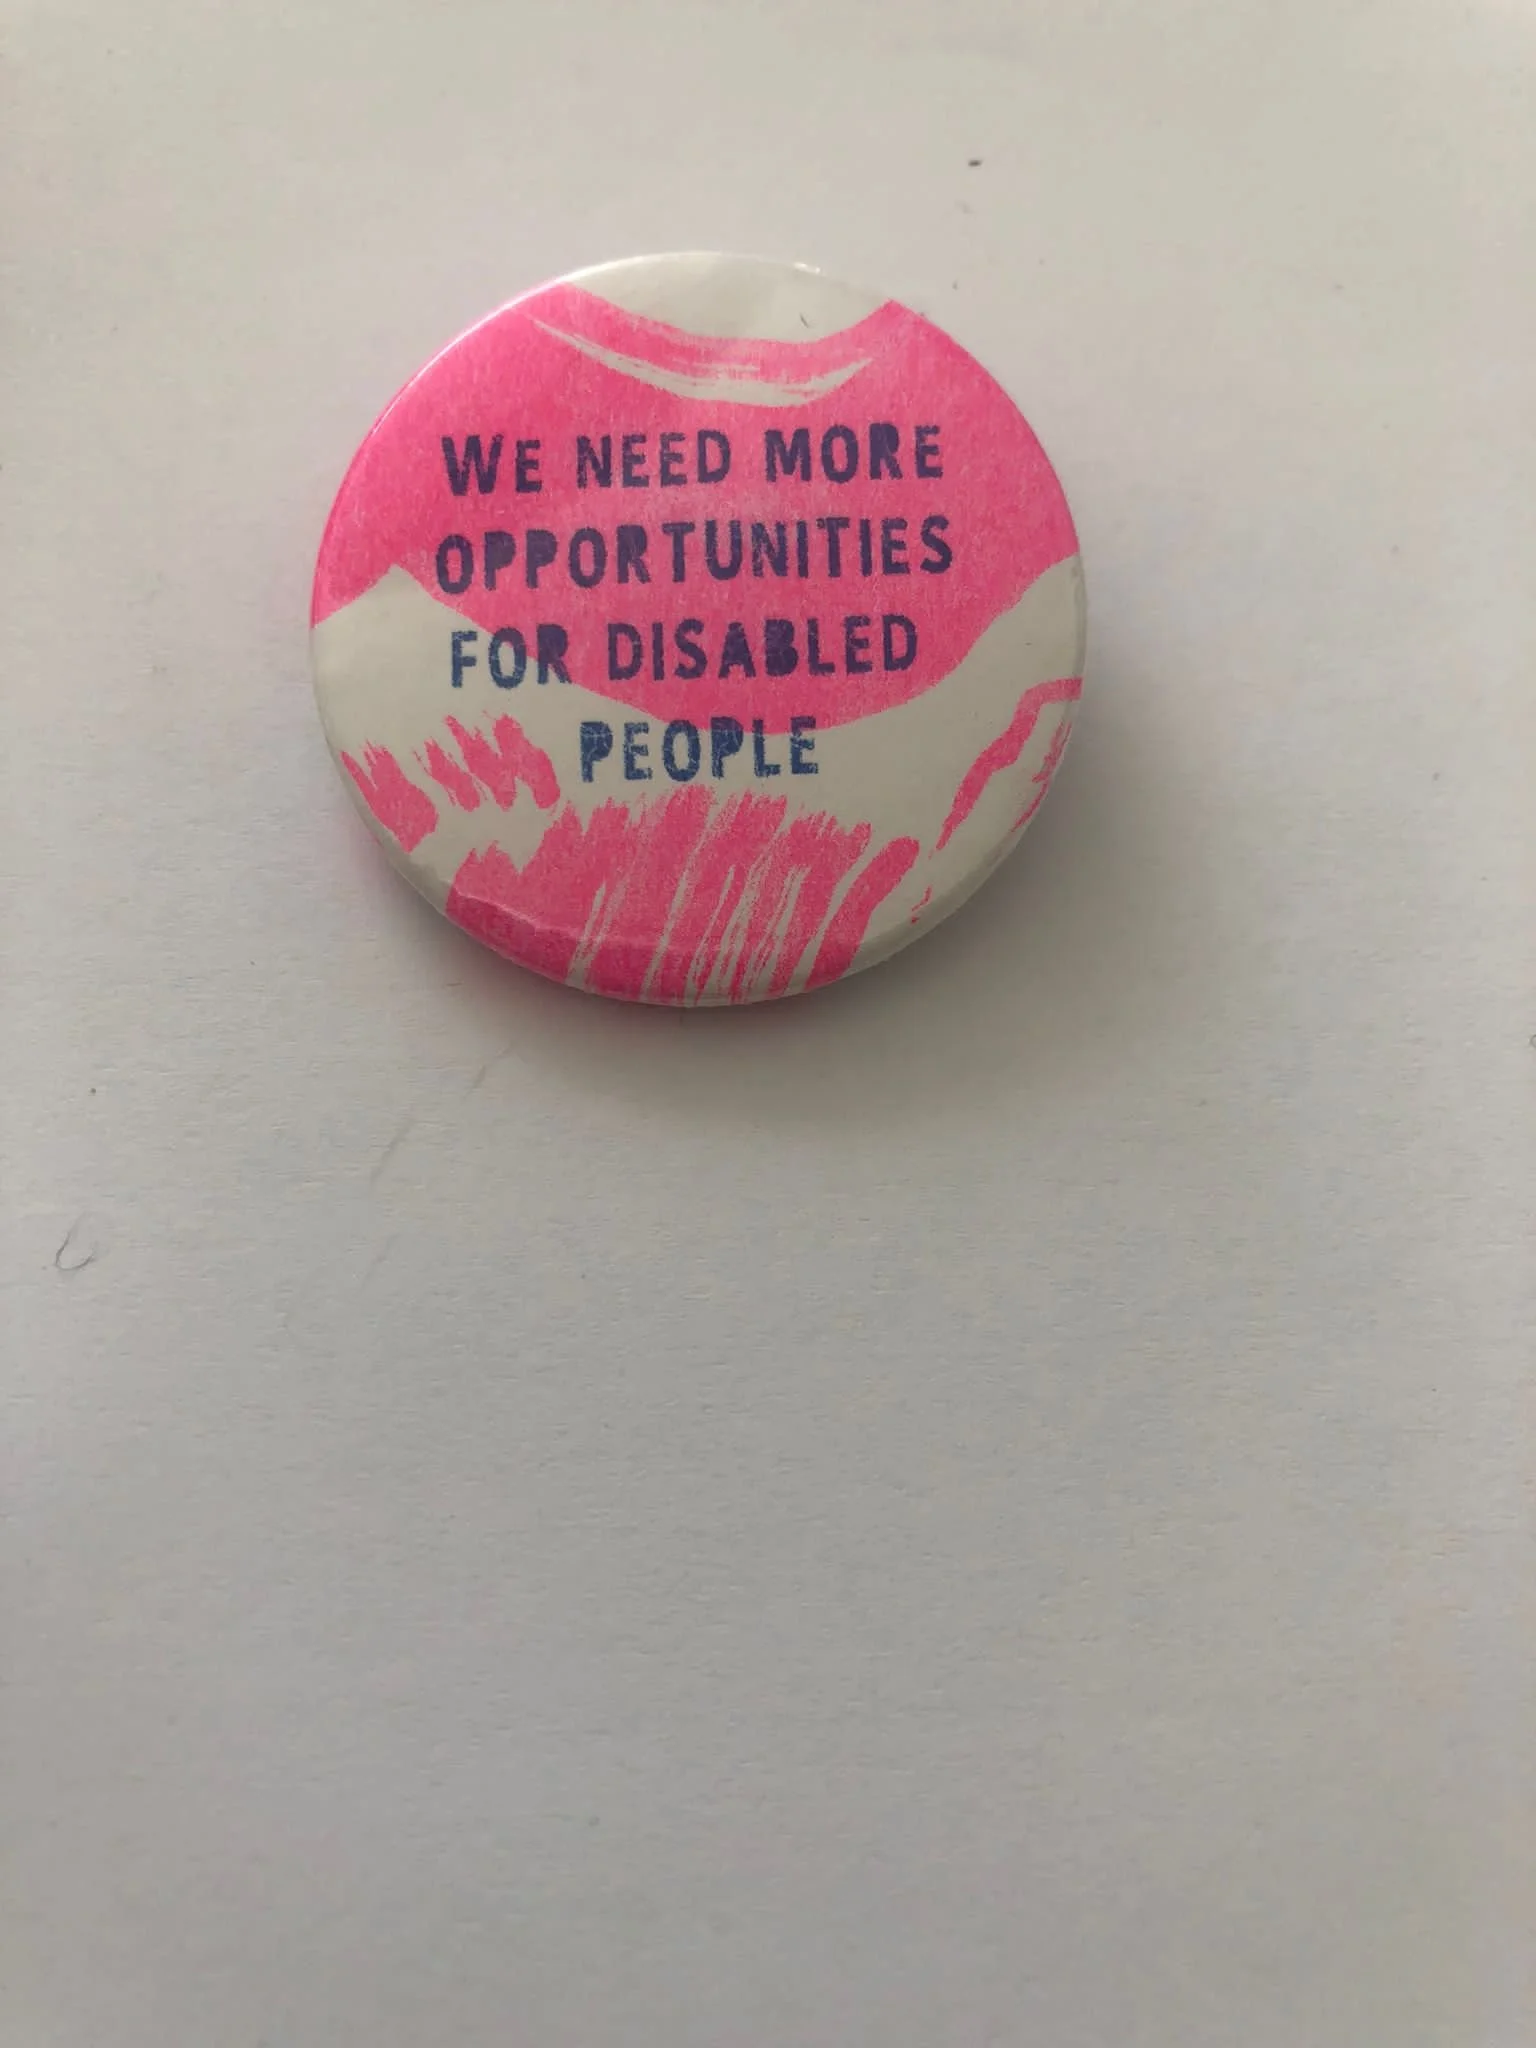 WE NEED MORE
OPPORTUNITIES
FOR DISABLED
PEOPLE